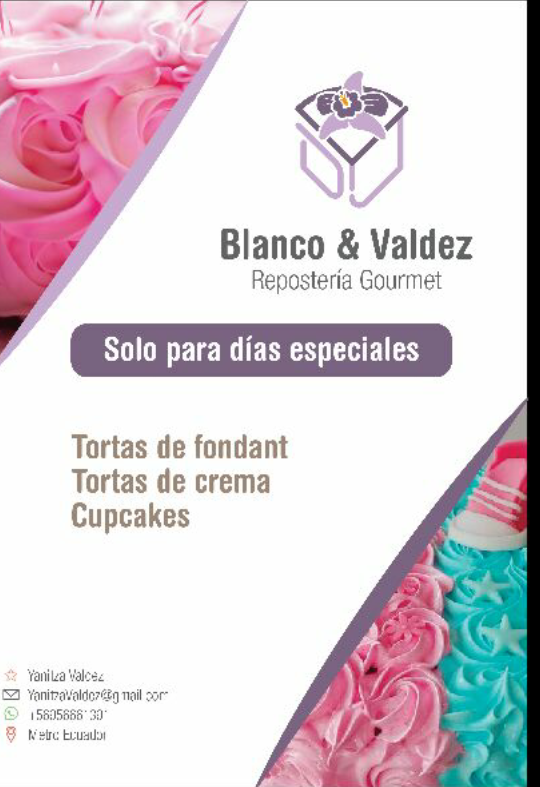 Blanco & Valdez
Repostería Gourmet
Solo para días especiales
Tortas de fondant
Tortas de crema
Cupcakes
Yanitza Valdez
YanitzaValdez@gmail.com
Metro Ecuador